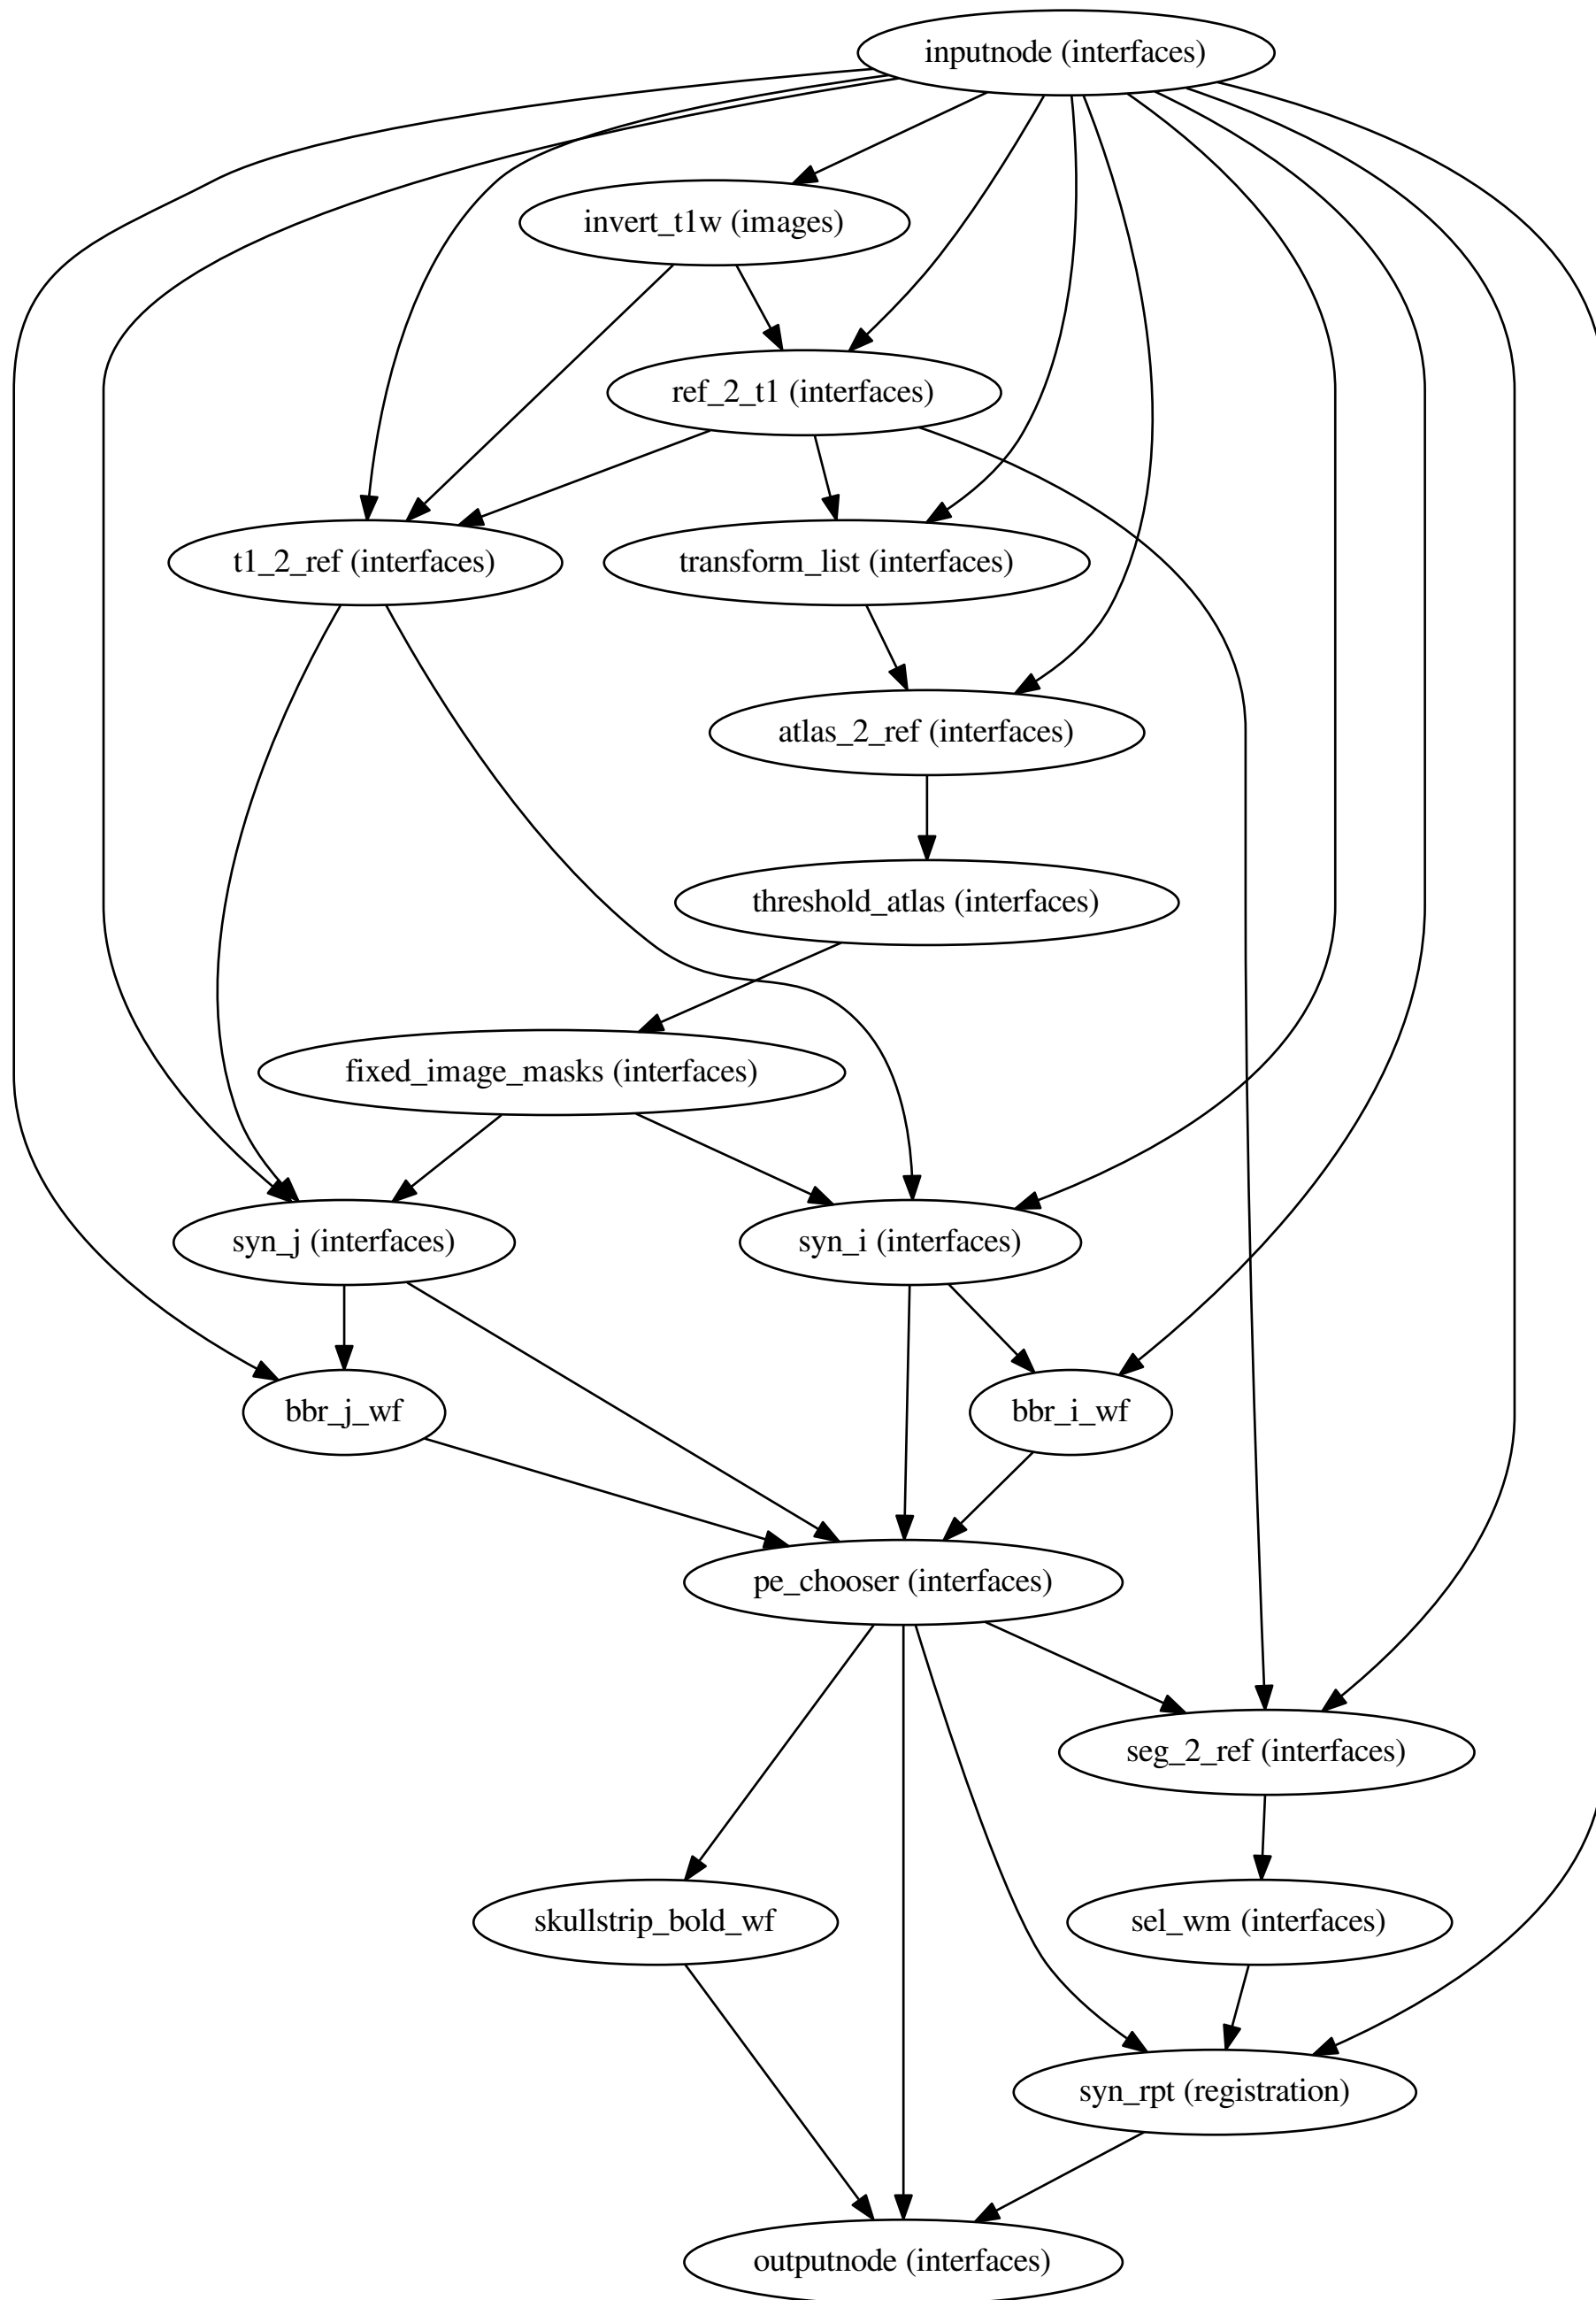 inputnode (interfaces)
invert_t1w (images)
ref_2_t1 (interfaces)
t1_2_ref (interfaces)
transform_list (interfaces)
atlas_2_ref (interfaces)
threshold_atlas (interfaces)
fixed_image_masks (interfaces)
syn_j (interfaces)
syn_i (interfaces)
bbr_j_wf
bbr_i_wf
pe_chooser (interfaces)
seg_2_ref (interfaces)
skullstrip_bold_wf
sel_wm (interfaces)
syn_rpt (registration)
outputnode (interfaces)